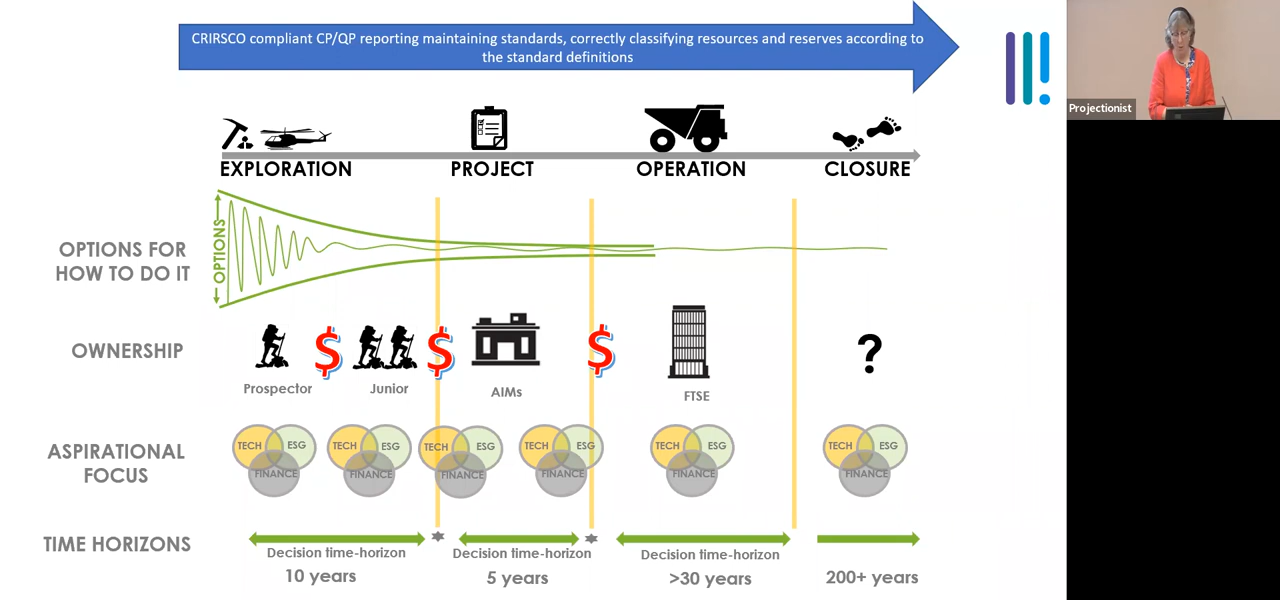 CRIRSCO compliant CP/QP reporting maintaining standards, correctly classifying resources and reserves according to
the standard definitions
Projectionist
EXPLORATION
PROJECT
OPERATION
CLOSURE
OPTIONS FOR
HOW TO DO IT
OPTIONS
OWNERSHIP
$
$
$
?
Prospector
Junior
AIMs
FTSE
ASPIRATIONAL
FOCUS
TECH
ESG
FINANCE
TECH
ESG
FINANCE
TECH
ESG
FINANCE
TECH
ESG
FINANCE
TECH
ESG
FINANCE
TECH
ESG
FINANCE
TIME HORIZONS
Decision time-horizon
Decision time-horizon
Decision time-horizon
10 years
5 years
>30 years
200+ years